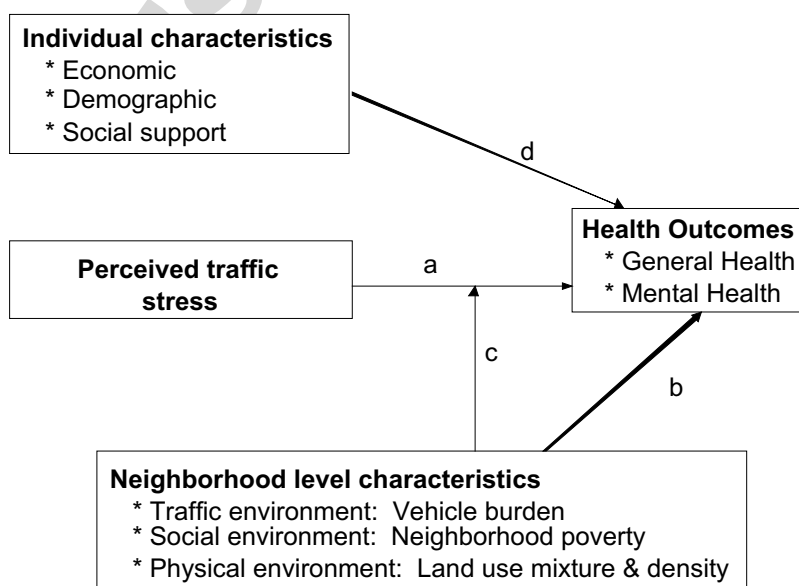 Individual characteristics
* Economic
* Demographic
* Social support
d
Health Outcomes
* General Health
* Mental Health
Perceived traffic
stress
a
c
b
Neighborhood level characteristics
* Traffic environment: Vehicle burden
* Social environment: Neighborhood poverty
* Physical environment: Land use mixture & density